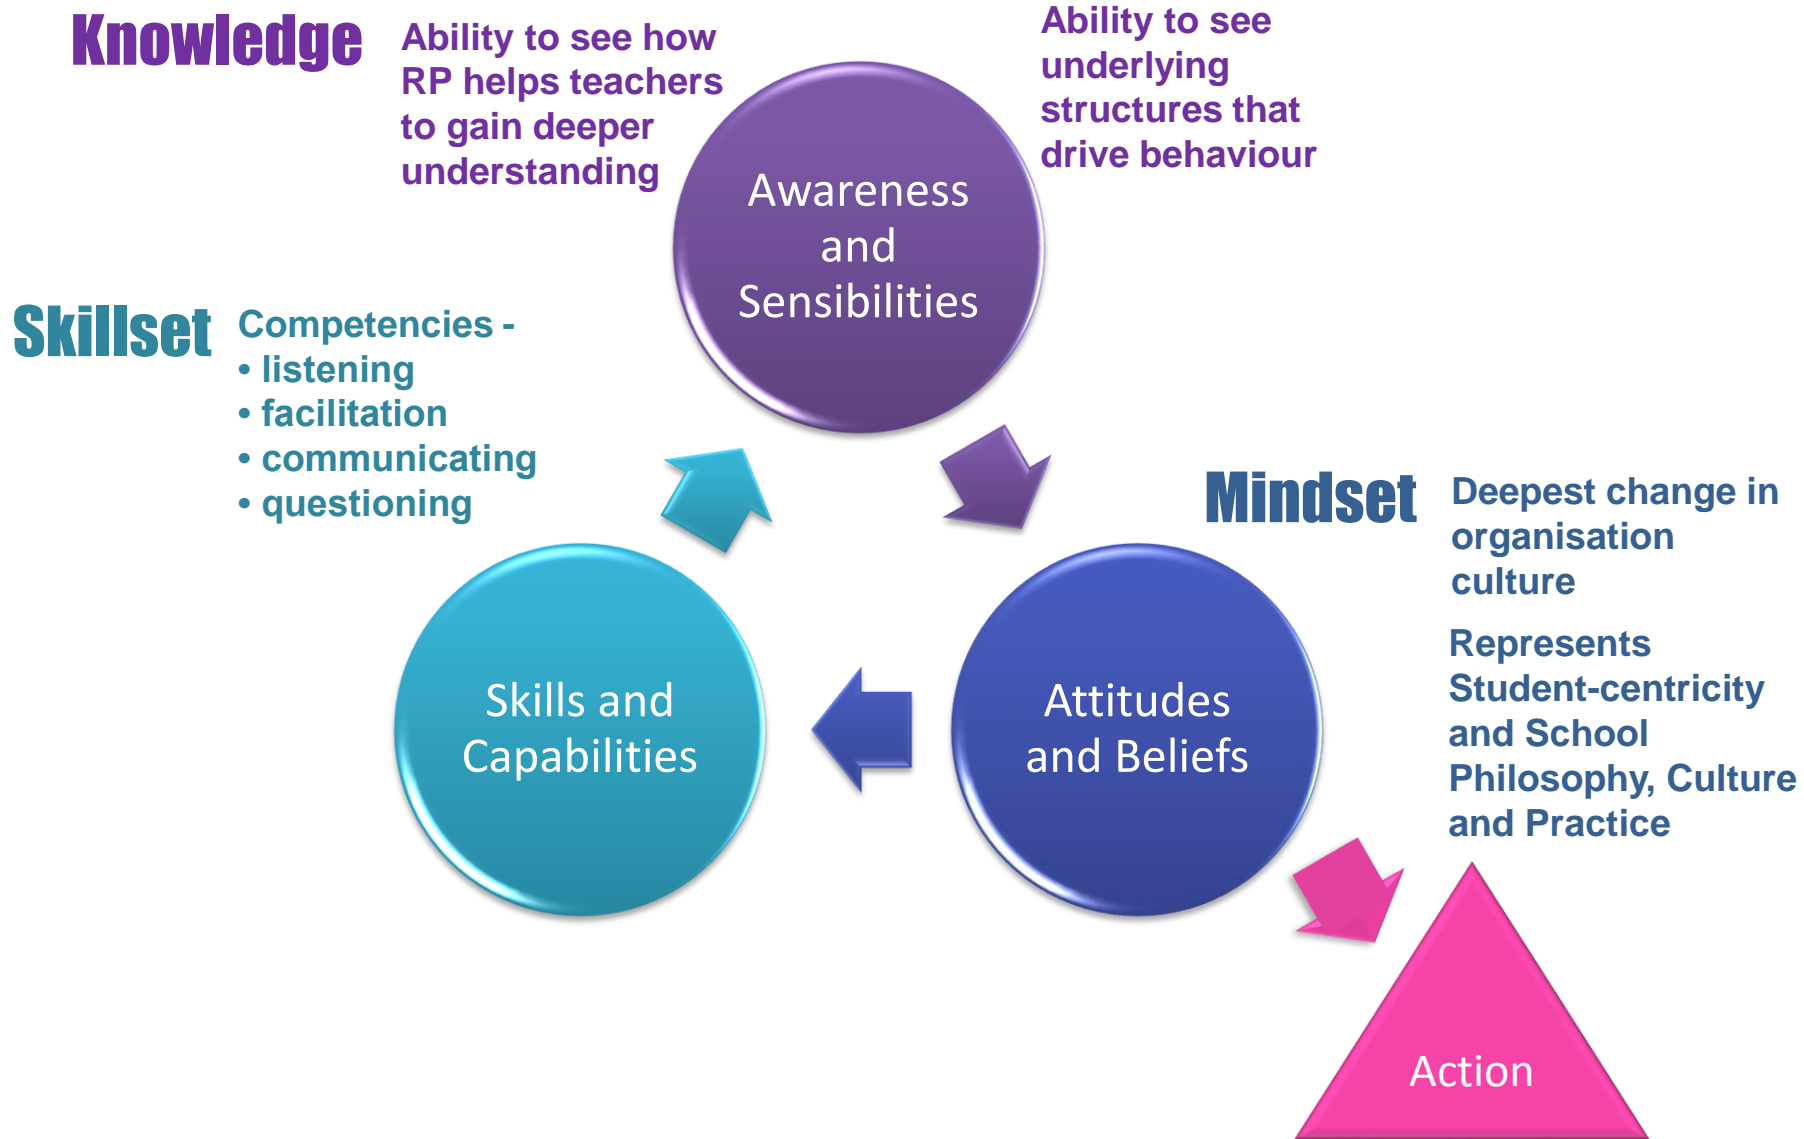 Knowledge
Ability to see how
RP helps teachers
to gain deeper
understanding
Ability to see
underlying
structures that
drive behaviour
Awareness
and
Sensibilities
Skillset
Competencies -
• listening
• facilitation
• communicating
• questioning
Mindset
Deepest change in
organisation
culture
Represents
Student-centricity
and School
Philosophy, Culture
and Practice
Skills and
Capabilities
Attitudes
and Beliefs
Action